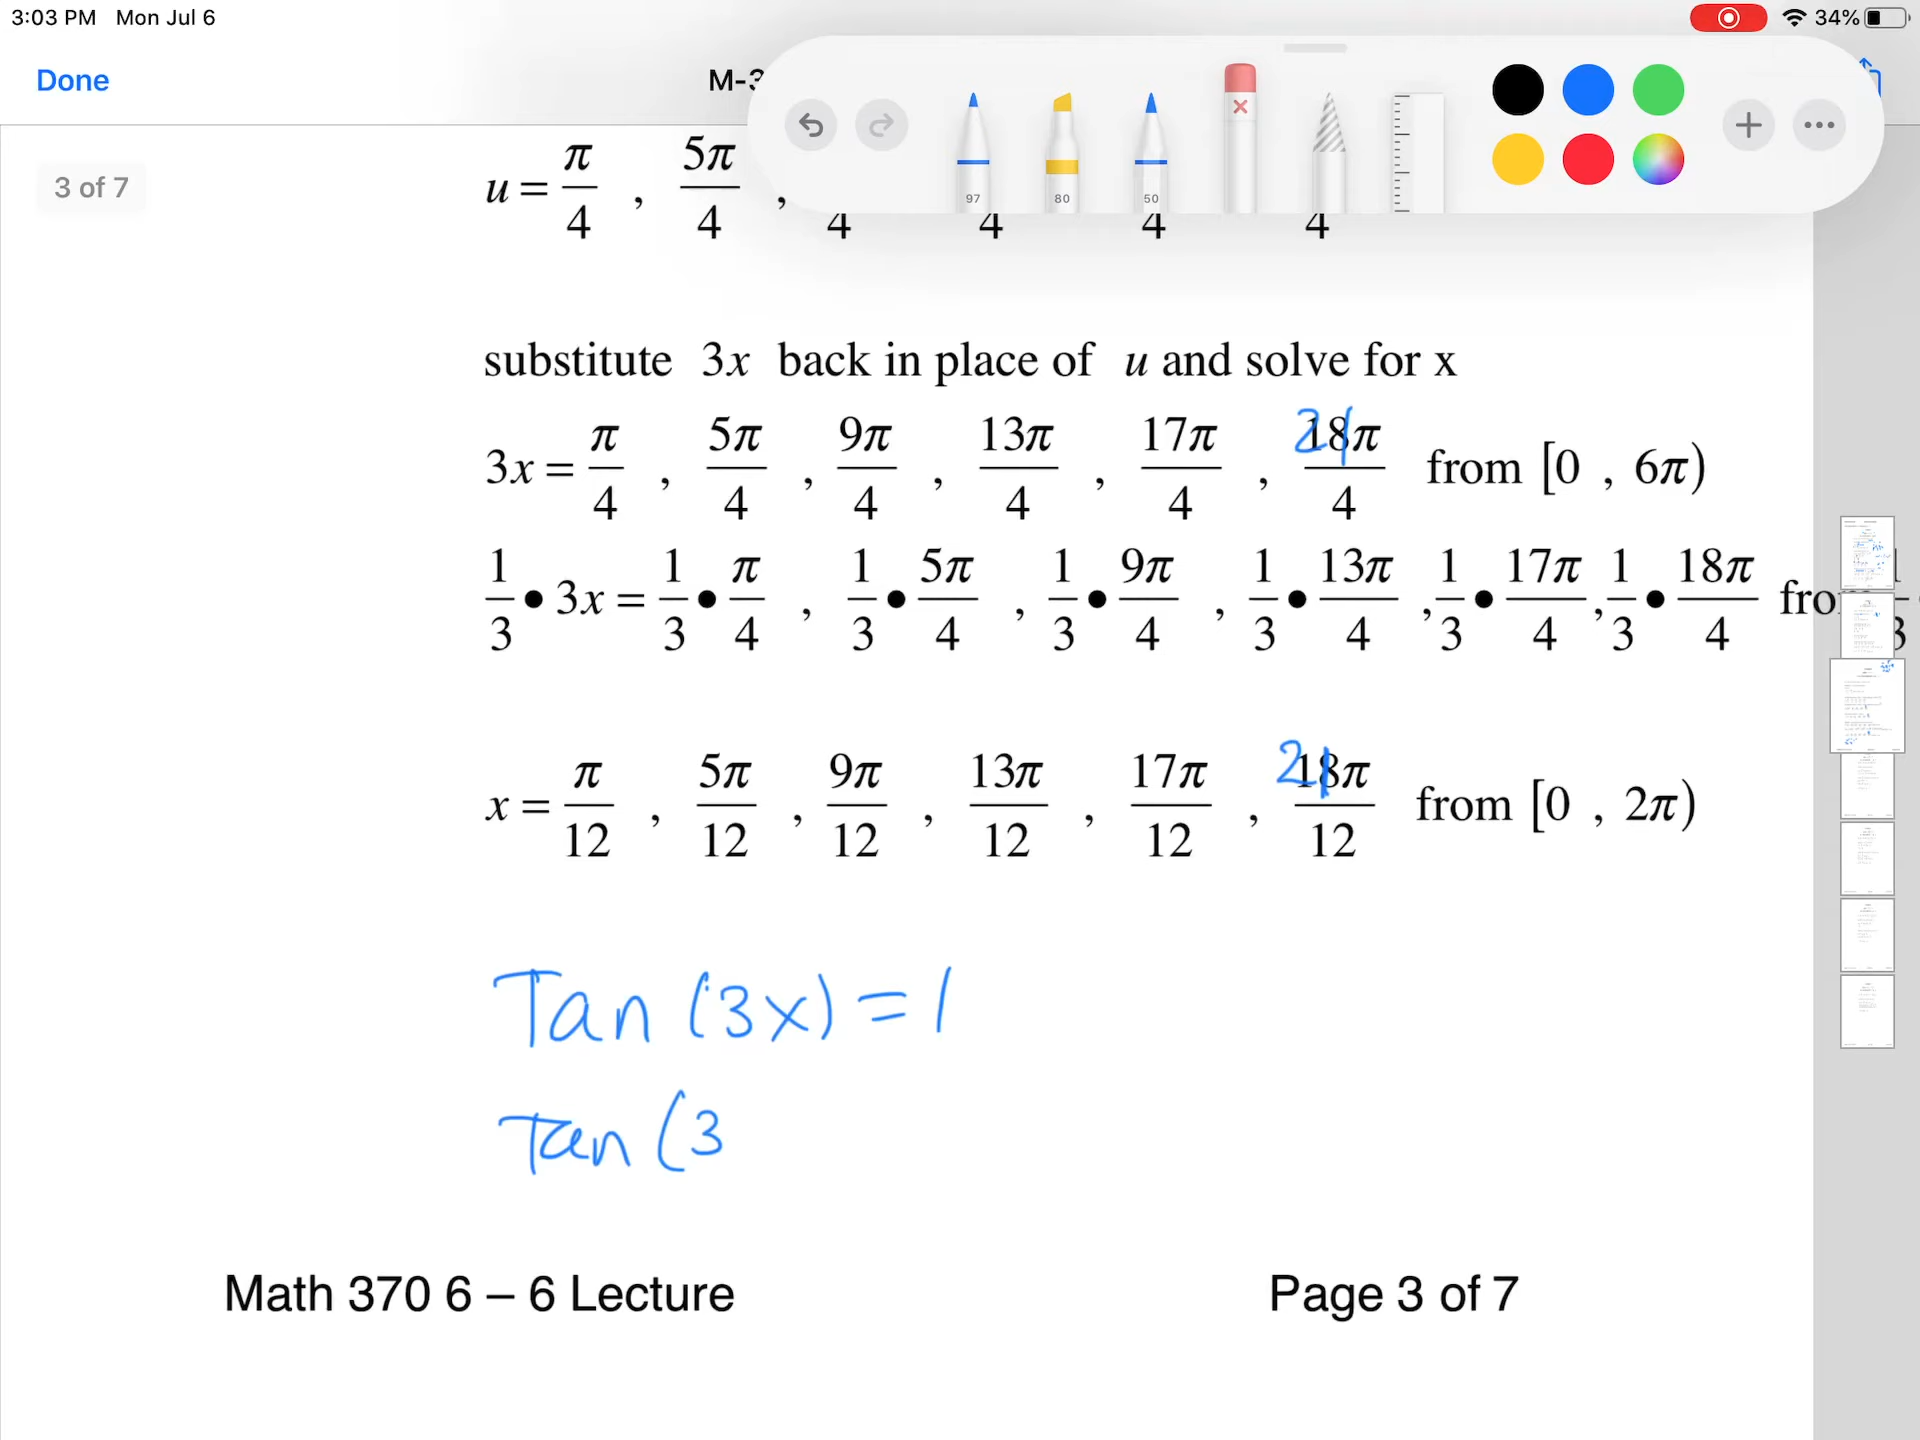 3:03 PM Mon Jul 6 34%
Done M-3
97 80 50
3 of 7
u = π/4 , 5π/4 , 4 4 4 4
substitute 3x back in place of u and solve for x
3x = π/4 , 5π/4 , 9π/4 , 13π/4 , 17π/4 , 21 18π/4 from [0 , 6π)
1/3 • 3x = 1/3 • π/4 , 1/3 • 5π/4 , 1/3 • 9π/4 , 1/3 • 13π/4 , 1/3 • 17π/4 , 1/3 • 18π/4
x = π/12 , 5π/12 , 9π/12 , 13π/12 , 17π/12 , 21 18π/12 from [0 , 2π)
Tan (3x) = 1
Tan (3
Math 370 6 – 6 Lecture Page 3 of 7